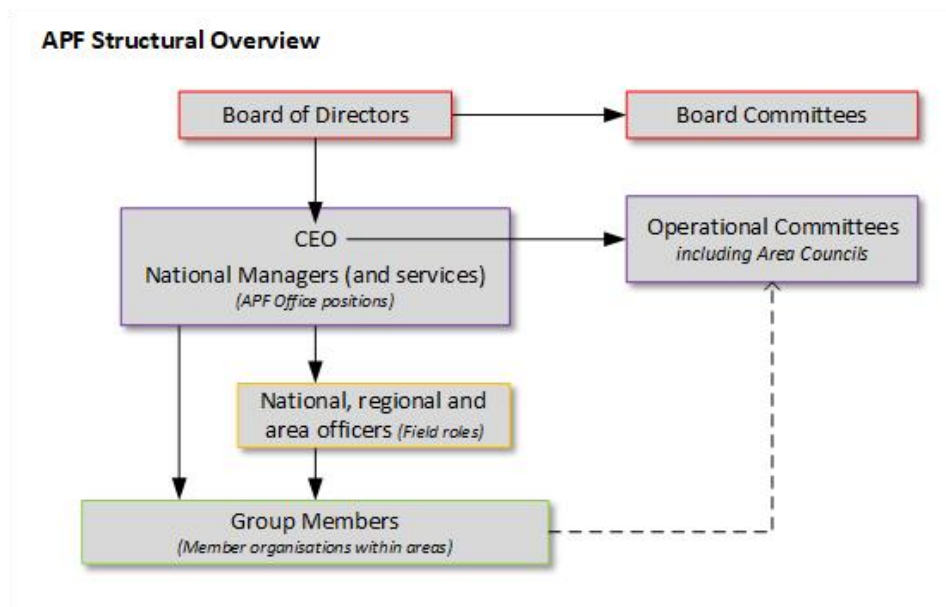 APF Structural Overview
Board of Directors
Board Committees
CEO
Operational Committees
including Area Councils
National Managers (and services)
(APF Office positions)
National, regional and
area officers (Field roles)
Group Members
(Member organisations within areas)